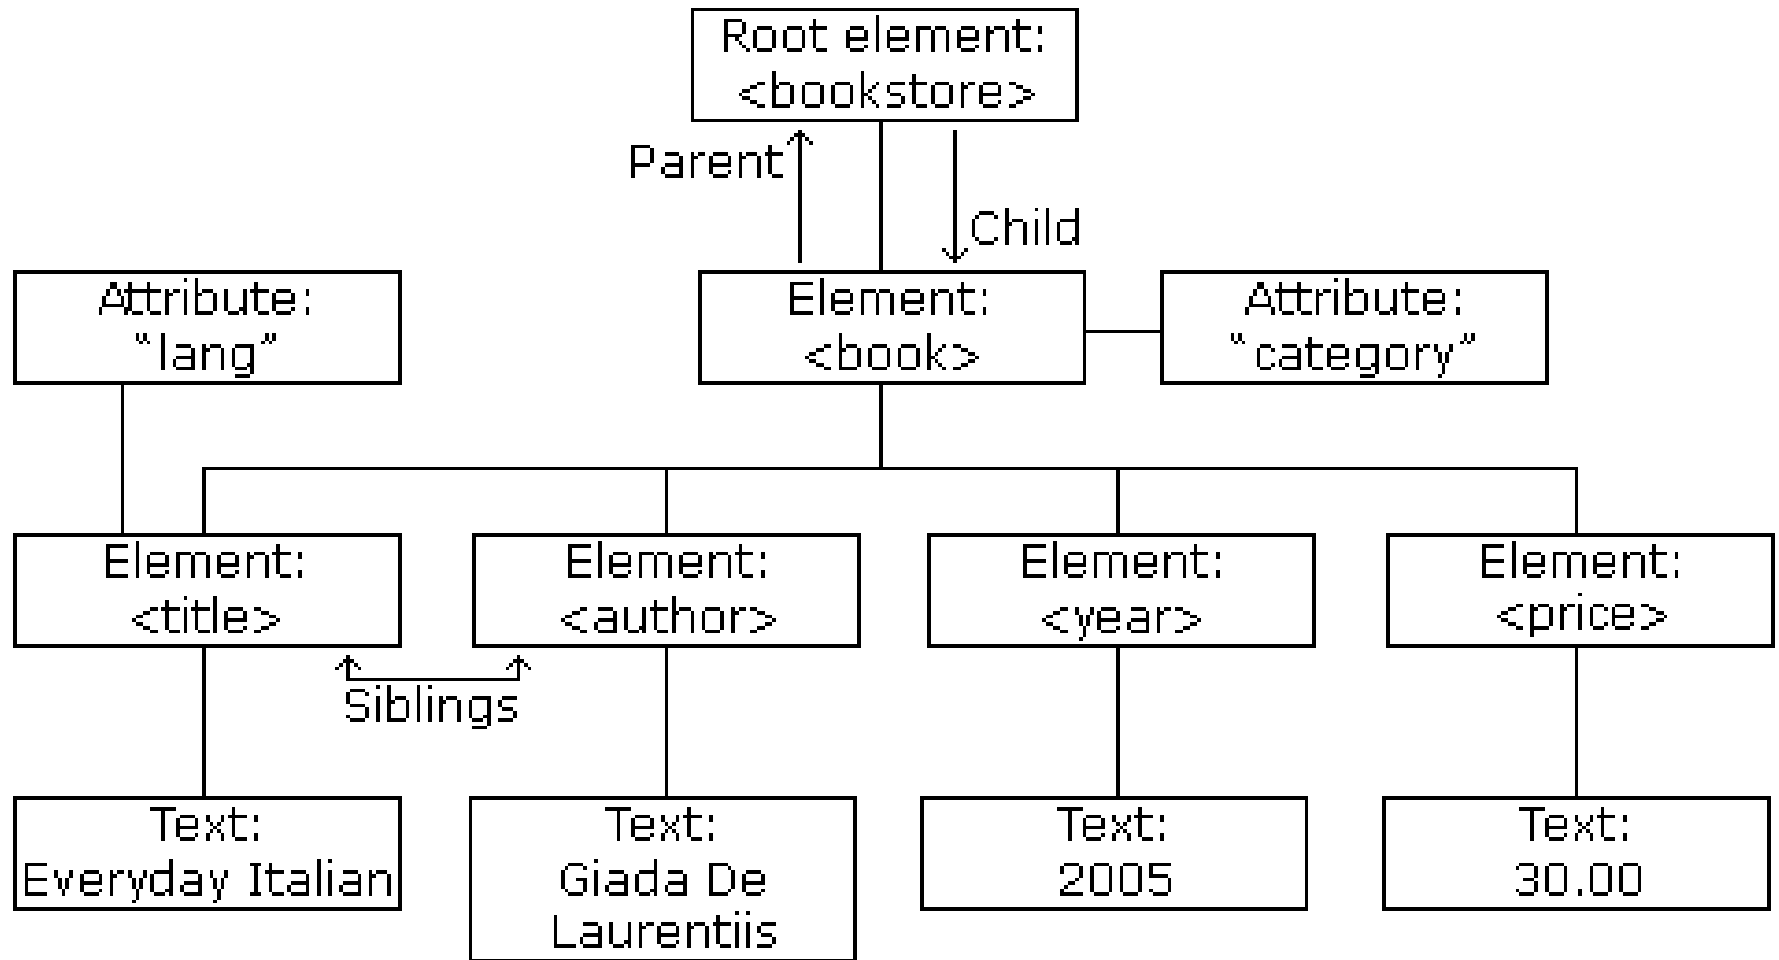 Root element:
<bookstore>
Parent
Child
Attribute:
“lang”
Element:
<book>
Attribute:
“category”
Element:
<title>
Element:
<author>
Element:
<year>
Element:
<price>
Siblings
Text:
Everyday Italian
Text:
Giada De
Laurentiis
Text:
2005
Text:
30.00